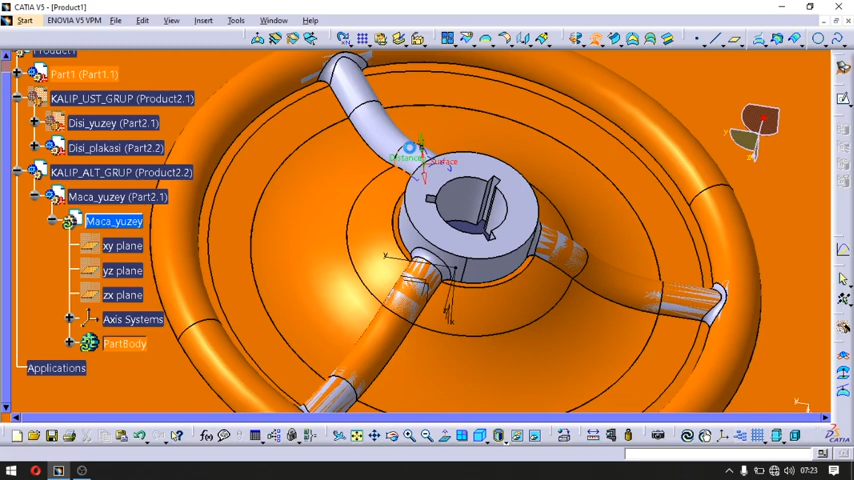 CATIA V5 - [Product1]
Start ENOVIA V5 VPM File Edit View Insert Tools Window Help
Product1
Part1 (Part1.1)
KALIP_UST_GRUP (Product2.1)
Disi_yuzey (Part2.1)
Disi_plakasi (Part2.2)
KALIP_ALT_GRUP (Product2.2)
Maca_yuzey (Part2.1)
Maca_yuzey
xy plane
yz plane
zx plane
Axis Systems
PartBody
Applications
Distance
Surface
y
z
y
x
CATIA
07:23